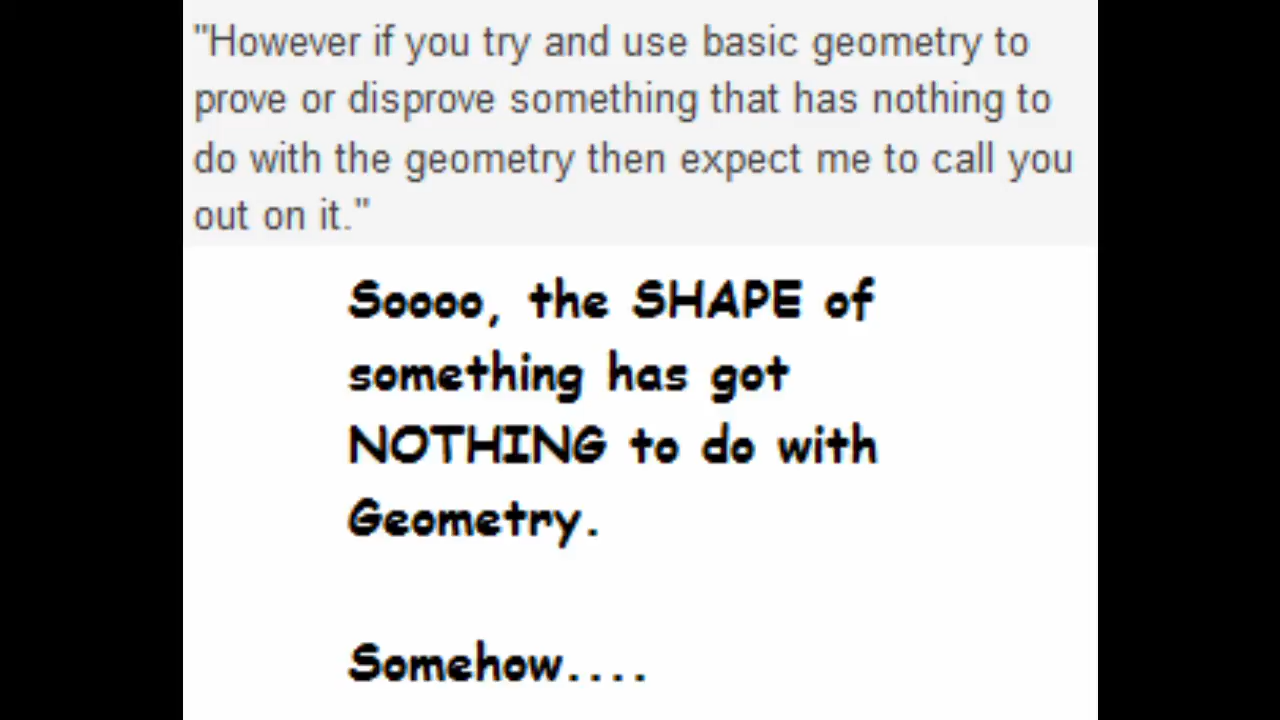 "However if you try and use basic geometry to
prove or disprove something that has nothing to
do with the geometry then expect me to call you
out on it."
Soooo, the SHAPE of
something has got
NOTHING to do with
Geometry.
Somehow....